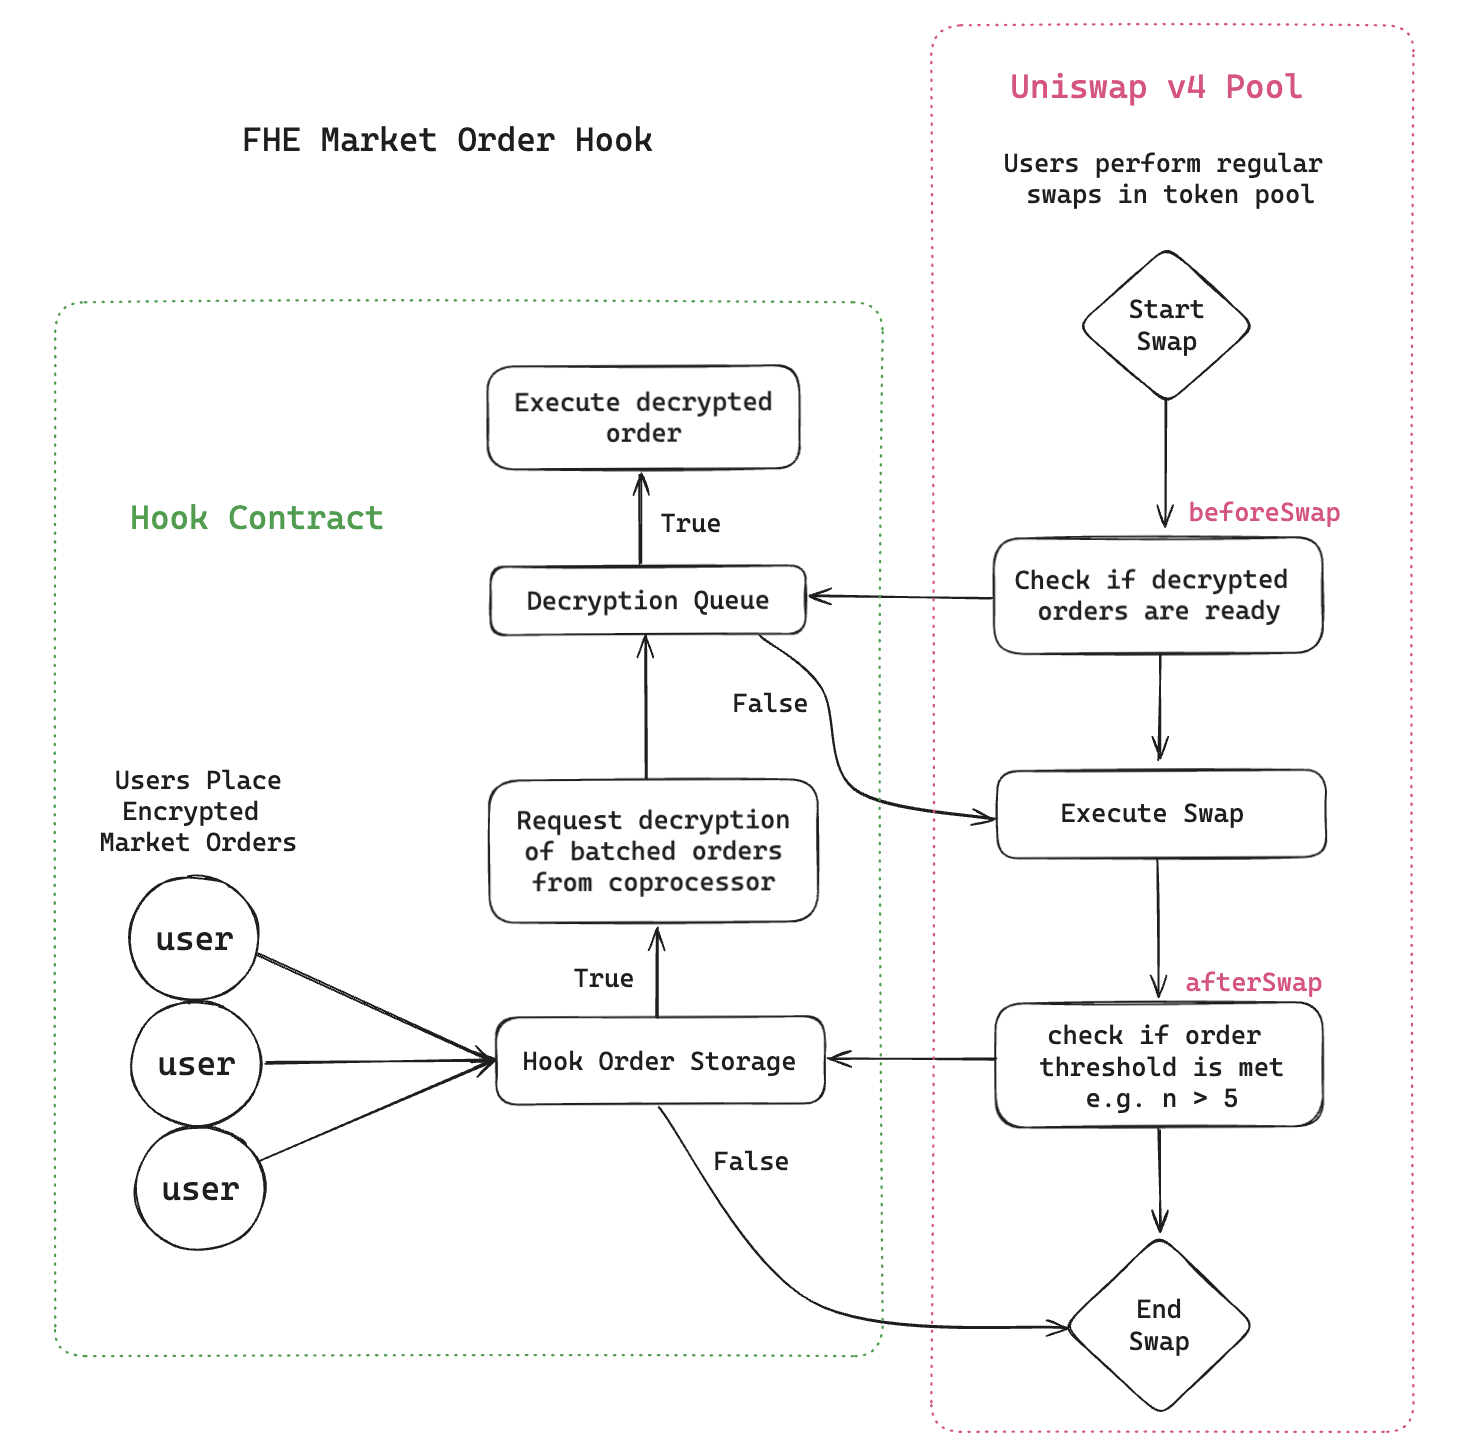 FHE Market Order Hook
Uniswap v4 Pool
Users perform regular
swaps in token pool
Start
Swap
beforeSwap
Check if decrypted
orders are ready
Execute Swap
afterSwap
check if order
threshold is met
e.g. n > 5
End
Swap
Hook Contract
Execute decrypted
order
True
Decryption Queue
False
Request decryption
of batched orders
from coprocessor
True
Hook Order Storage
False
Users Place
Encrypted
Market Orders
user
user
user